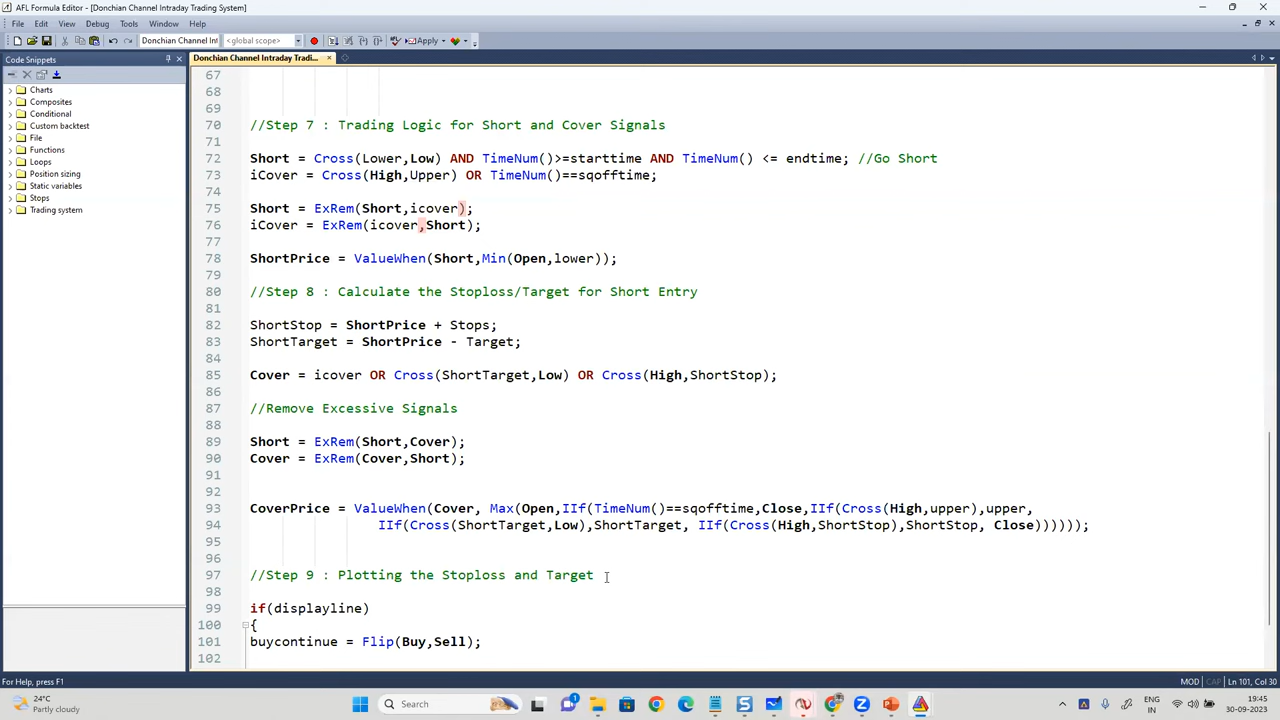 AFL Formula Editor - [Donchian Channel Intraday Trading System]
File Edit View Debug Tools Window Help
Donchian Channel Int <global scope> Apply
Code Snippets
Donchian Channel Intraday Tradi...
Charts
Composites
Conditional
Custom backtest
File
Functions
Indicators
Loops
Position sizing
Static variables
Stops
Trading system
67
68
69
70 //Step 7 : Trading Logic for Short and Cover Signals
71
72 Short = Cross(Lower,Low) AND TimeNum()>=starttime AND TimeNum() <= endtime; //Go Short
73 iCover = Cross(High,Upper) OR TimeNum()==sqofftime;
74
75 Short = ExRem(Short,icover);
76 iCover = ExRem(icover,Short);
77
78 ShortPrice = ValueWhen(Short,Min(Open,lower));
79
80 //Step 8 : Calculate the Stoploss/Target for Short Entry
81
82 ShortStop = ShortPrice + Stops;
83 ShortTarget = ShortPrice - Target;
84
85 Cover = icover OR Cross(ShortTarget,Low) OR Cross(High,ShortStop);
86
87 //Remove Excessive Signals
88
89 Short = ExRem(Short,Cover);
90 Cover = ExRem(Cover,Short);
91
92
93 CoverPrice = ValueWhen(Cover, Max(Open,IIf(TimeNum()==sqofftime,Close,IIf(Cross(High,upper),upper,
94 IIf(Cross(ShortTarget,Low),ShortTarget, IIf(Cross(High,ShortStop),ShortStop, Close))))));
95
96
97 //Step 9 : Plotting the Stoploss and Target
98
99 if(displayline)
100 {
101 buycontinue = Flip(Buy,Sell);
102
For Help, press F1
MOD CAP Ln 101, Col 30
24°C
Partly cloudy
Search
ENG
IN
19:45
30-09-2023